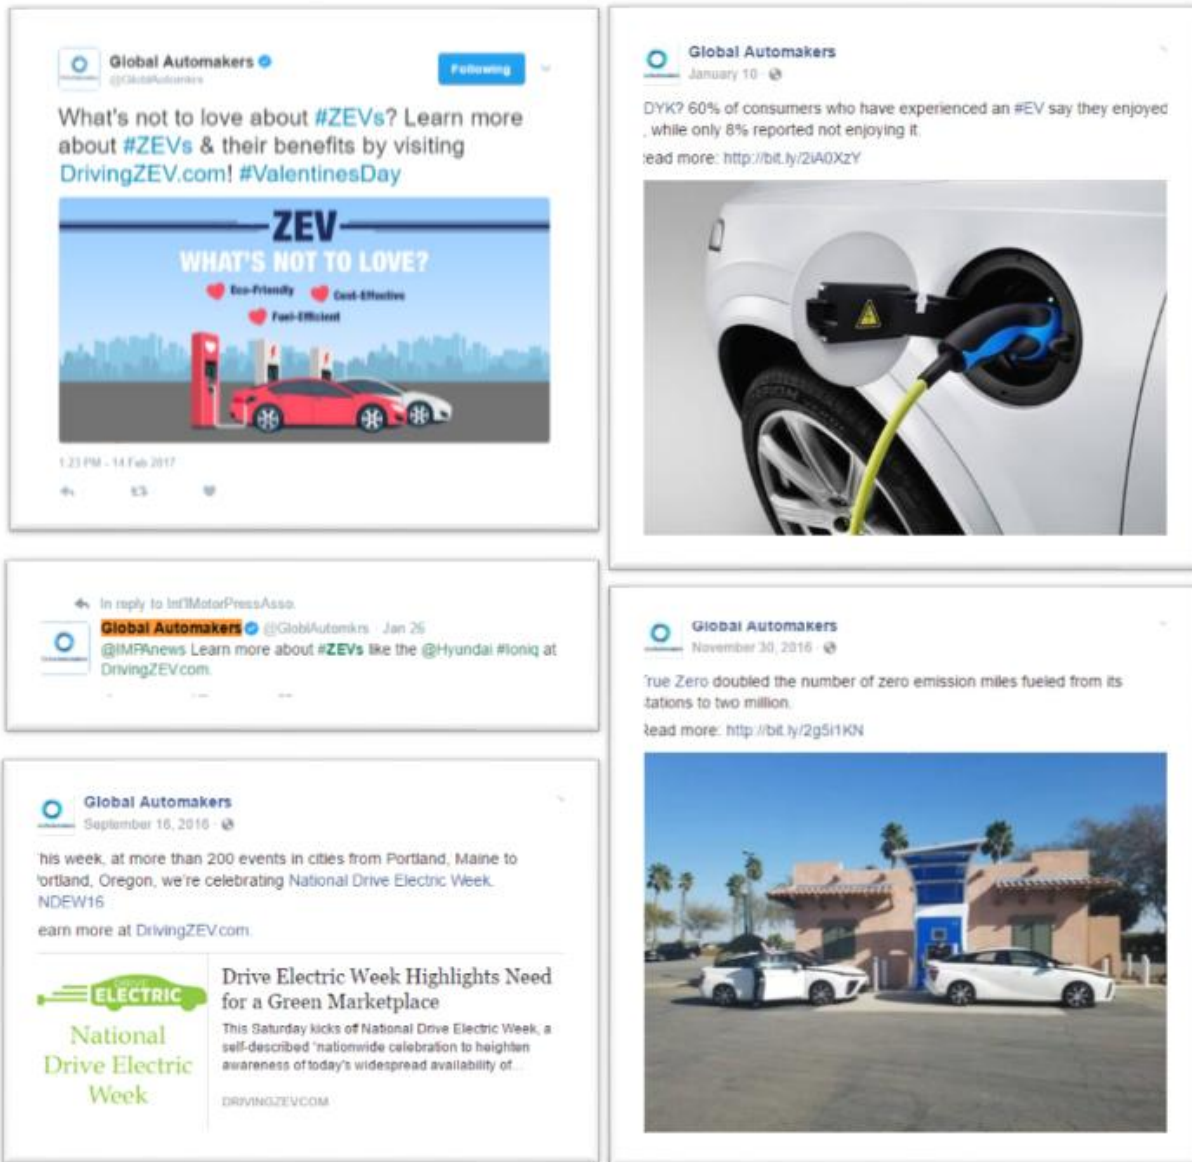 Global Automakers
@GloblAutomkrs
Following
What's not to love about #ZEVs? Learn more
about #ZEVs & their benefits by visiting
DrivingZEV.com! #ValentinesDay
ZEV
WHAT'S NOT TO LOVE?
Eco-Friendly
Cost-Effective
Fuel-Efficient
1:23 PM - 14 Feb 2017
In reply to Int'lMotorPressAsso.
Global Automakers @GloblAutomkrs · Jan 26
@IMPAnews Learn more about #ZEVs like the @Hyundai #Ioniq at
DrivingZEV.com.
Global Automakers
September 16, 2016 ·
his week, at more than 200 events in cities from Portland, Maine to
ortland, Oregon, we're celebrating National Drive Electric Week.
NDEW16
earn more at DrivingZEV.com.
DRIVE
ELECTRIC
National
Drive Electric
Week
Drive Electric Week Highlights Need
for a Green Marketplace
This Saturday kicks off National Drive Electric Week, a
self-described "nationwide celebration to heighten
awareness of today's widespread availability of...
DRIVINGZEV.COM
Global Automakers
January 10 ·
DYK? 60% of consumers who have experienced an #EV say they enjoyed
, while only 8% reported not enjoying it.
ead more: http://bit.ly/2iA0XzY
Global Automakers
November 30, 2016 ·
rue Zero doubled the number of zero emission miles fueled from its
tations to two million.
Read more: http://bit.ly/2g5i1KN